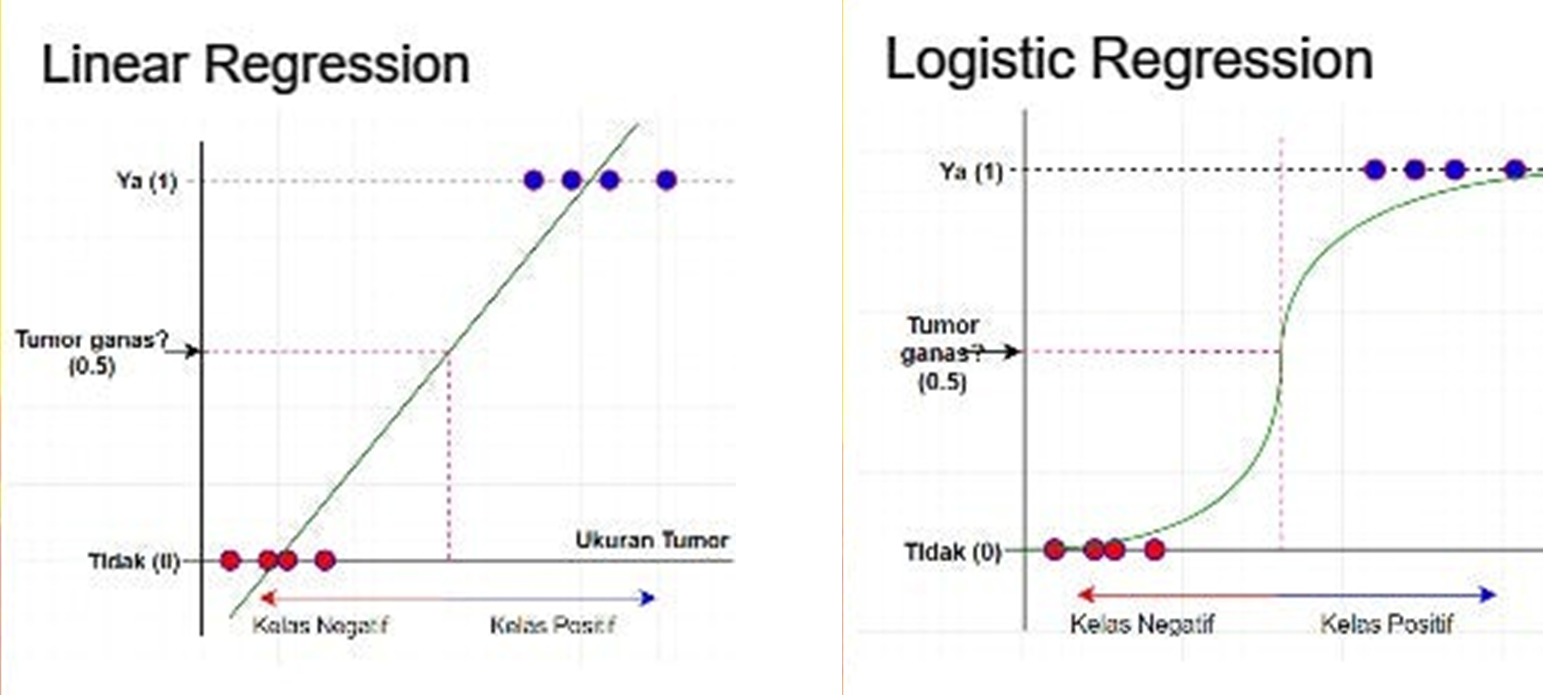 Linear Regression
Ya (1)
Tumor ganas?
(0.5)
Ukuran Tumor
Tidak (0)
Kelas Negatif
Kelas Positif
Logistic Regression
Ya (1)
Tumor
ganas?
(0.5)
Tidak (0)
Kelas Negatif
Kelas Positif